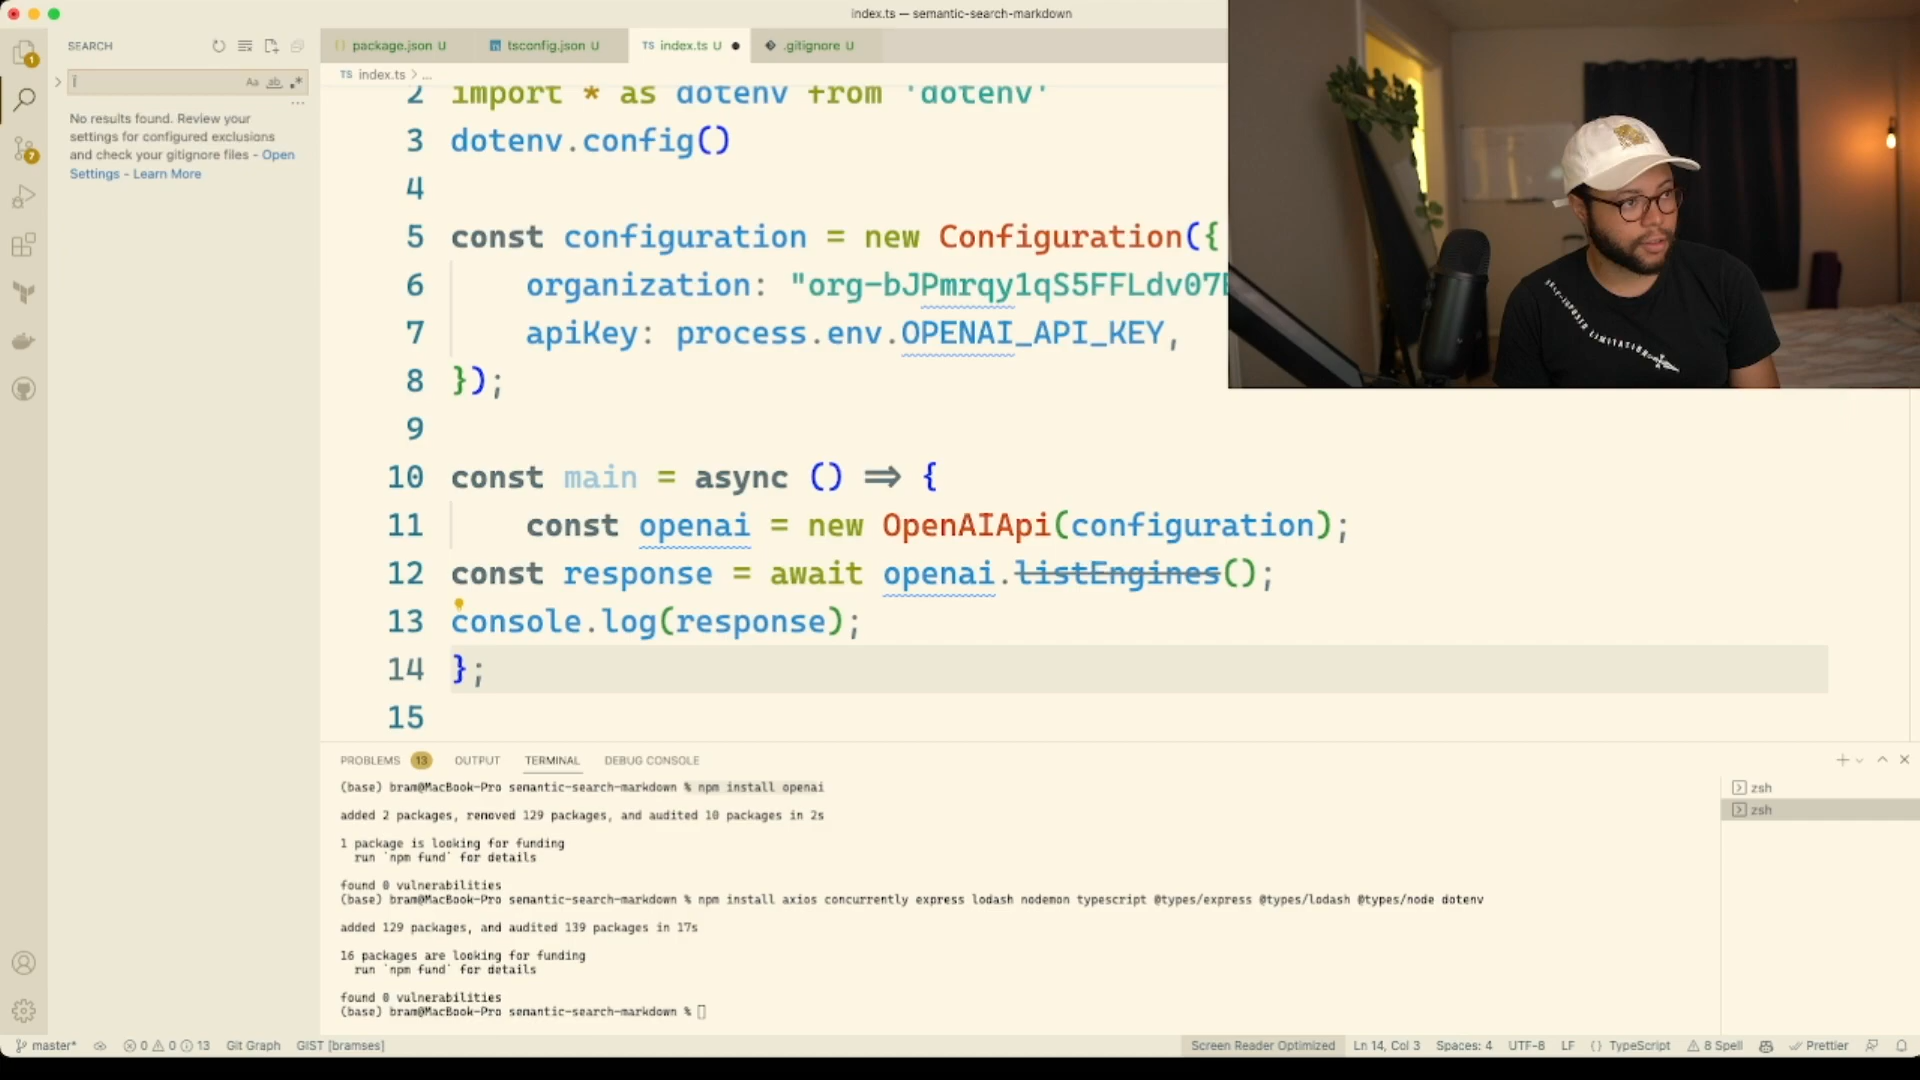 index.ts — semantic-search-markdown
SEARCH
package.json U
tsconfig.json U
TS index.ts U
.gitignore U
TS index.ts > ...
Aa ab .*
No results found. Review your
settings for configured exclusions
and check your gitignore files - Open
Settings - Learn More
2 import * as dotenv from 'dotenv'
3 dotenv.config()
4
5 const configuration = new Configuration({
6 organization: "org-bJPmrqy1qS5FFLdv07
7 apiKey: process.env.OPENAI_API_KEY,
8 });
9
10 const main = async () => {
11 const openai = new OpenAIApi(configuration);
12 const response = await openai.listEngines();
13 console.log(response);
14 };
15
SELF-IMPOSED LIMITATION
PROBLEMS 13 OUTPUT TERMINAL DEBUG CONSOLE
(base) bram@MacBook-Pro semantic-search-markdown % npm install openai
added 2 packages, removed 129 packages, and audited 10 packages in 2s
1 package is looking for funding
run `npm fund` for details
found 0 vulnerabilities
(base) bram@MacBook-Pro semantic-search-markdown % npm install axios concurrently express lodash nodemon typescript @types/express @types/lodash @types/node dotenv
added 129 packages, and audited 139 packages in 17s
16 packages are looking for funding
run `npm fund` for details
found 0 vulnerabilities
(base) bram@MacBook-Pro semantic-search-markdown %
zsh
zsh
master* 0 0 13 Git Graph GIST [bramses]
Screen Reader Optimized Ln 14, Col 3 Spaces: 4 UTF-8 LF {} TypeScript 8 Spell Prettier